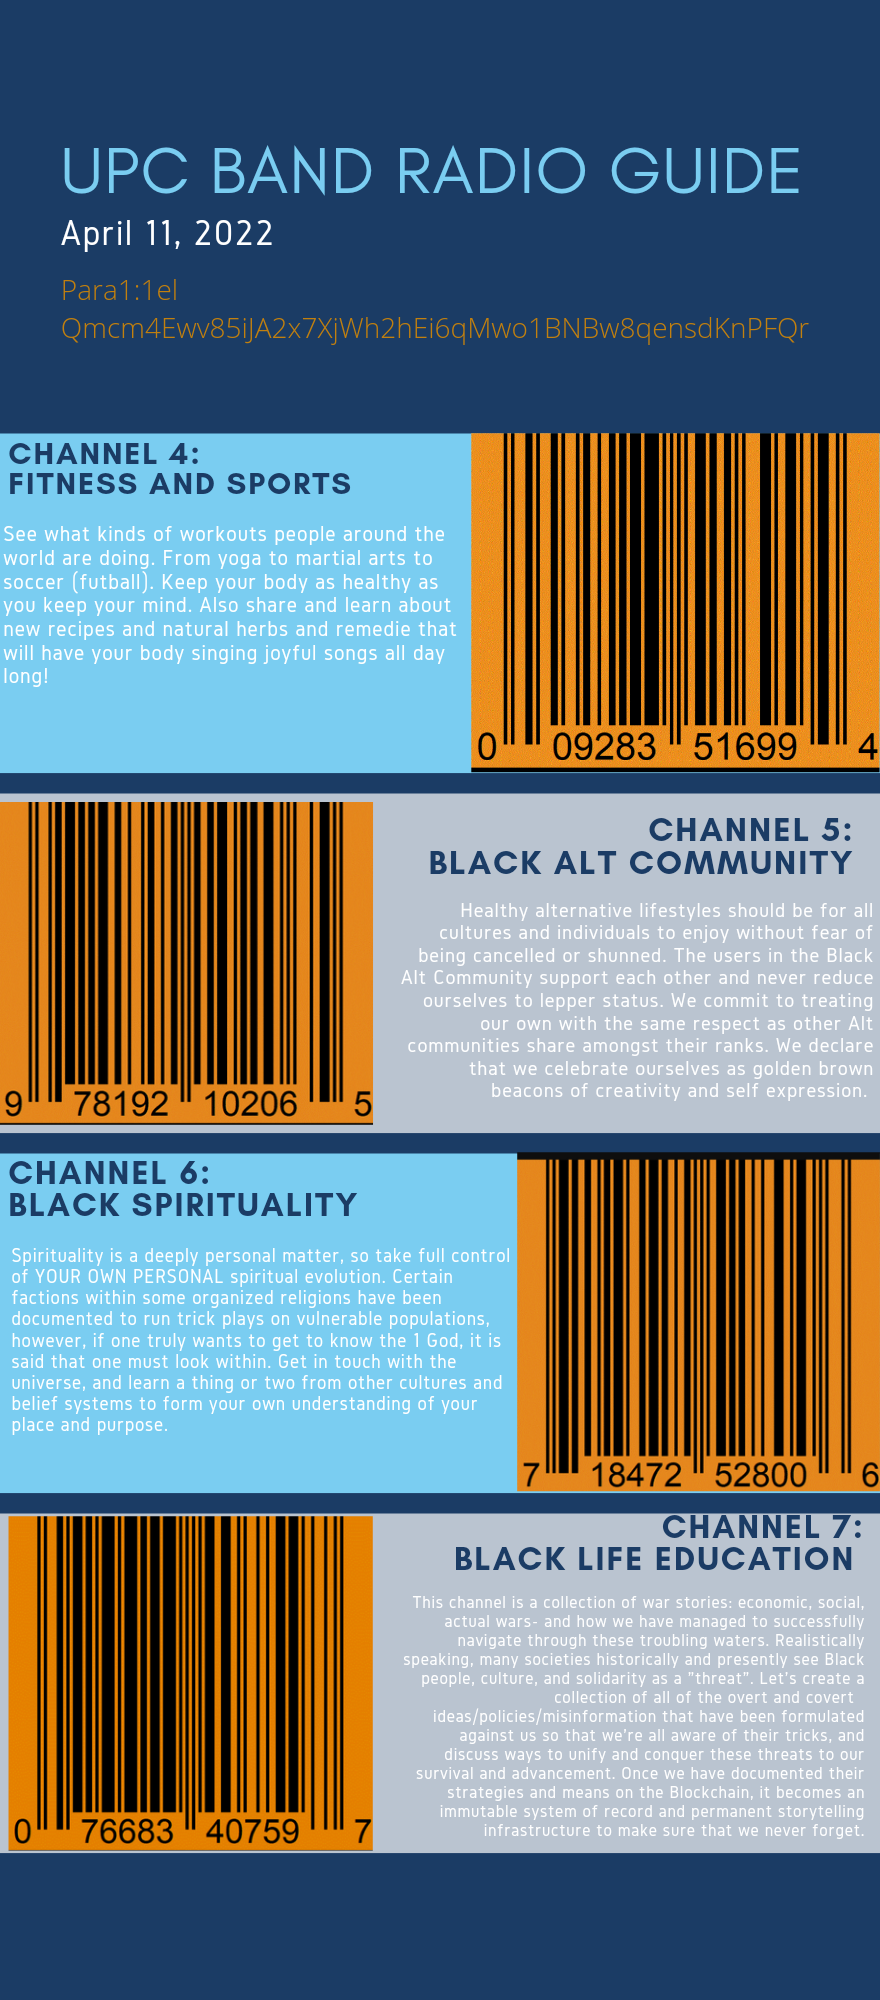 UPC BAND RADIO GUIDE
April 11, 2022
Para1:1el
Qmcm4Ewv85iJA2x7XjWh2hEi6qMwo1BNBw8qensdKnPFQr
CHANNEL 4:
FITNESS AND SPORTS
See what kinds of workouts people around the
world are doing. From yoga to martial arts to
soccer (futball). Keep your body as healthy as
you keep your mind. Also share and learn about
new recipes and natural herbs and remedie that
will have your body singing joyful songs all day
long!
0 09283 51699 4
CHANNEL 5:
BLACK ALT COMMUNITY
Healthy alternative lifestyles should be for all
cultures and individuals to enjoy without fear of
being cancelled or shunned. The users in the Black
Alt Community support each other and never reduce
ourselves to lepper status. We commit to treating
our own with the same respect as other Alt
communities share amongst their ranks. We declare
that we celebrate ourselves as golden brown
beacons of creativity and self expression.
9 78192 10206 5
CHANNEL 6:
BLACK SPIRITUALITY
Spirituality is a deeply personal matter, so take full control
of YOUR OWN PERSONAL spiritual evolution. Certain
factions within some organized religions have been
documented to run trick plays on vulnerable populations,
however, if one truly wants to get to know the 1 God, it is
said that one must look within. Get in touch with the
universe, and learn a thing or two from other cultures and
belief systems to form your own understanding of your
place and purpose.
7 18472 52800 6
CHANNEL 7:
BLACK LIFE EDUCATION
This channel is a collection of war stories: economic, social,
actual wars- and how we have managed to successfully
navigate through these troubling waters. Realistically
speaking, many societies historically and presently see Black
people, culture, and solidarity as a "threat". Let's create a
collection of all of the overt and covert
ideas/policies/misinformation that have been formulated
against us so that we're all aware of their tricks, and
discuss ways to unify and conquer these threats to our
survival and advancement. Once we have documented their
strategies and means on the Blockchain, it becomes an
immutable system of record and permanent storytelling
infrastructure to make sure that we never forget.
0 76683 40759 7